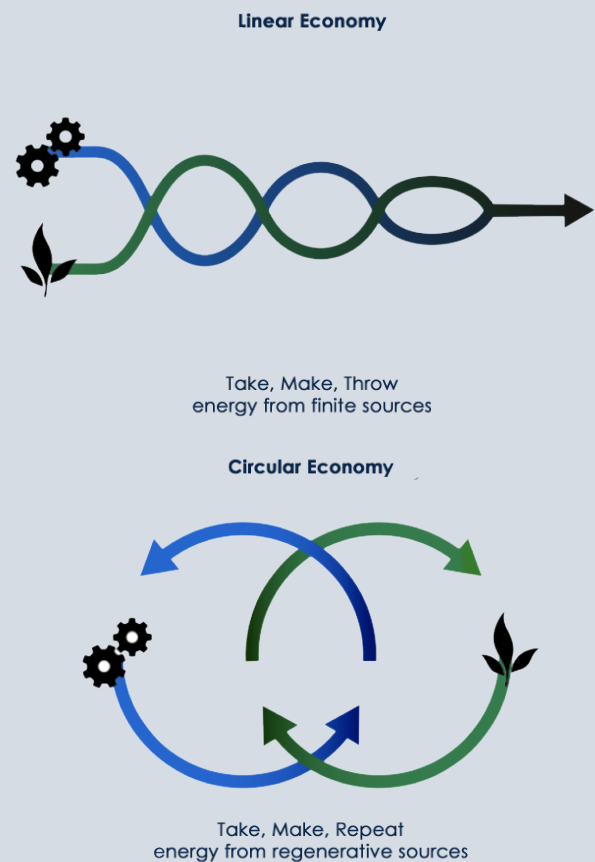 Linear Economy
Take, Make, Throw
energy from finite sources
Circular Economy
Take, Make, Repeat
energy from regenerative sources